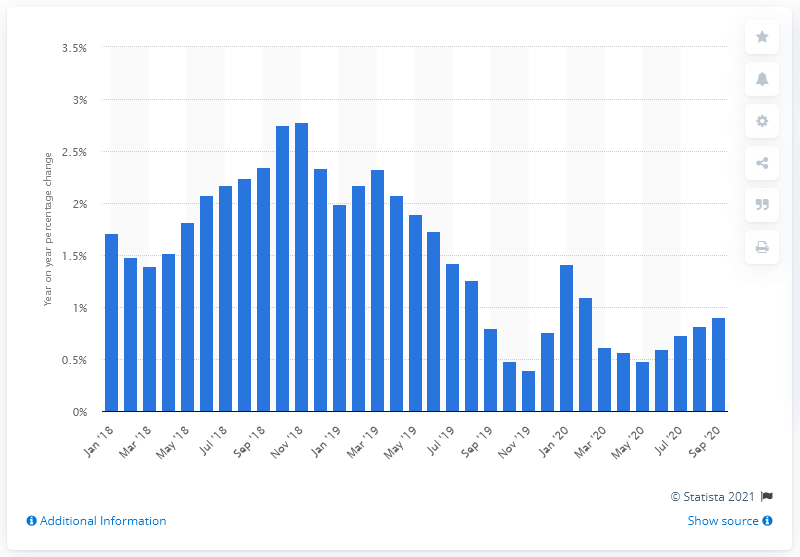 3.5%
3%
2.5%
2%
1.5%
1%
0.5%
0%
Year on year percentage change
Jan '18
Mar '18
May '18
Jul '18
Sep '18
Nov '18
Jan '19
Mar '19
May '19
Jul '19
Sep '19
Nov '19
Jan '20
Mar '20
May '20
Jul '20
Sep '20
© Statista 2021
Additional Information
Show source